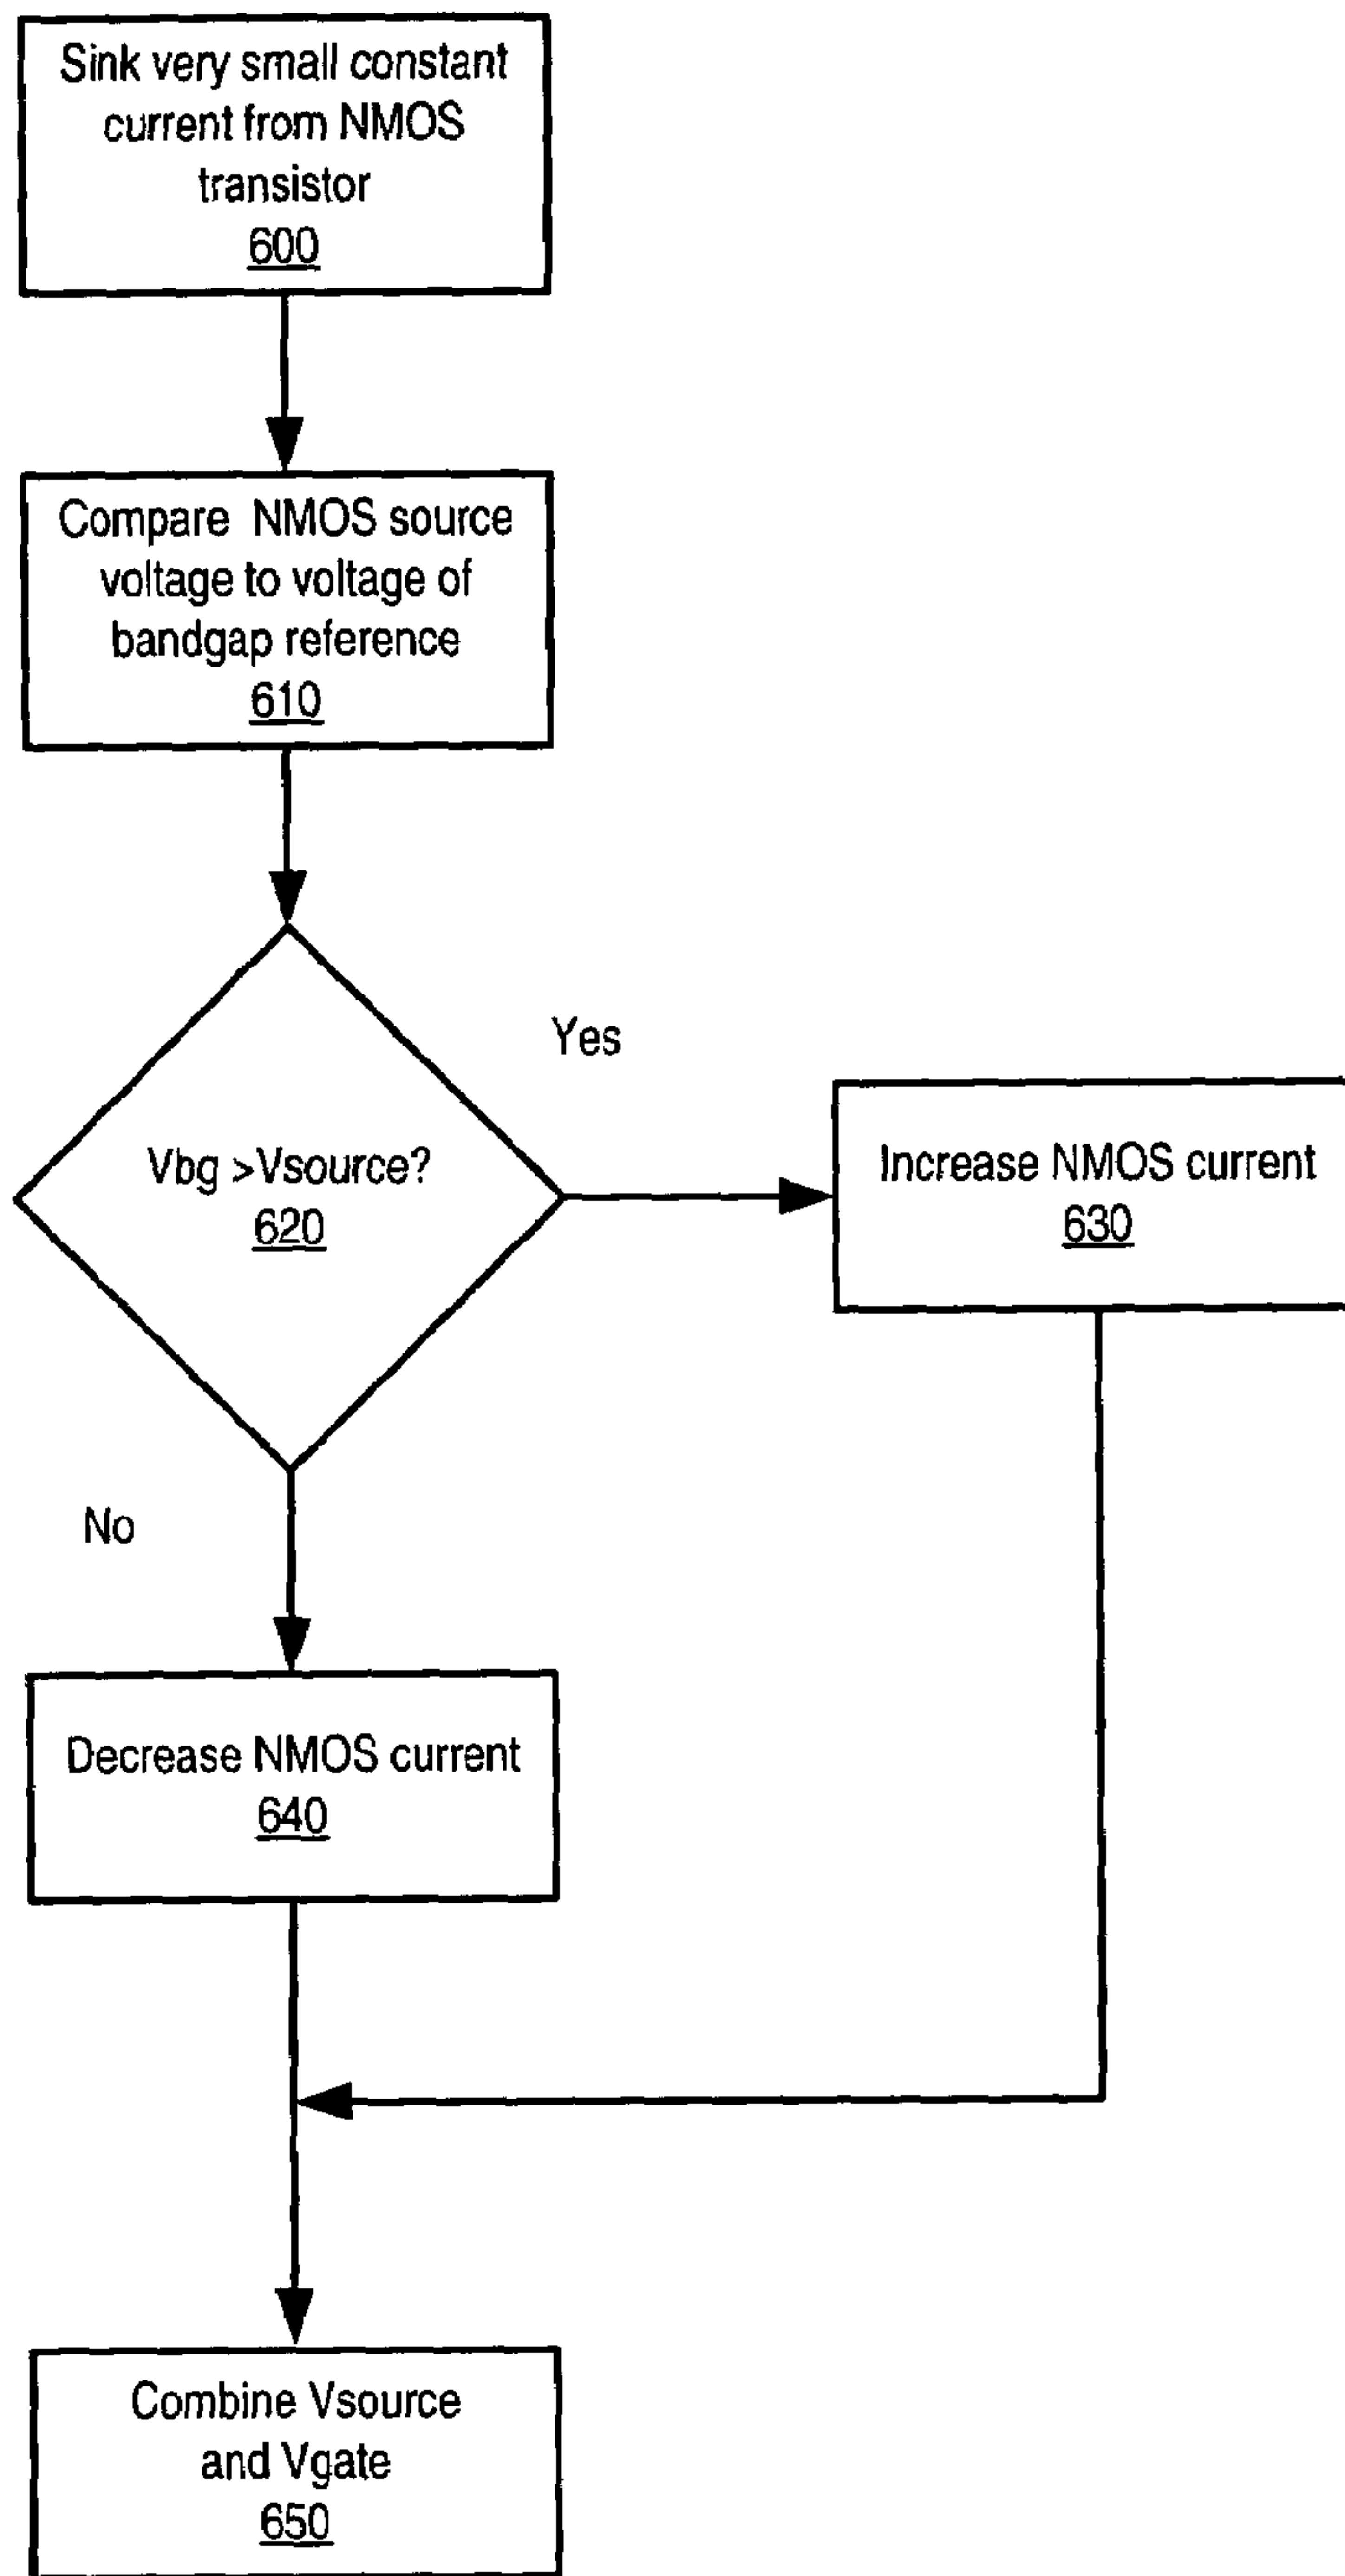 Sink very small constant
current from NMOS
transistor
600
Compare NMOS source
voltage to voltage of
bandgap reference
610
Yes
Vbg >Vsource?
620
Increase NMOS current
630
No
Decrease NMOS current
640
Combine Vsource
and Vgate
650